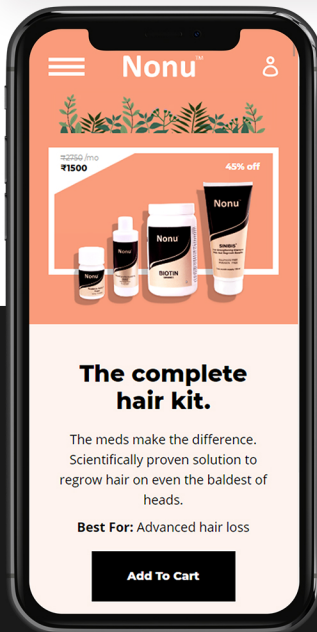 Nonu™
₹2750 /mo
₹1500
45% off
Nonu
Nonu
Nonu
Nonu
BIOTIN
SINIBIS
The complete
hair kit.
The meds make the difference.
Scientifically proven solution to
regrow hair on even the baldest of
heads.
Best For: Advanced hair loss
Add To Cart